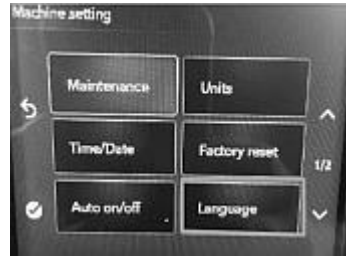 Machine setting
Maintenance
Units
Time/Date
Factory reset
1/2
Auto on/off
Language